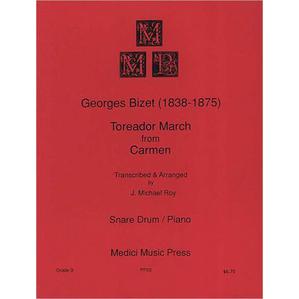 M
M B
Georges Bizet (1838-1875)
Toreador March
from
Carmen
Transcribed & Arranged
by
J. Michael Roy
Snare Drum / Piano
Medici Music Press
Grade 3